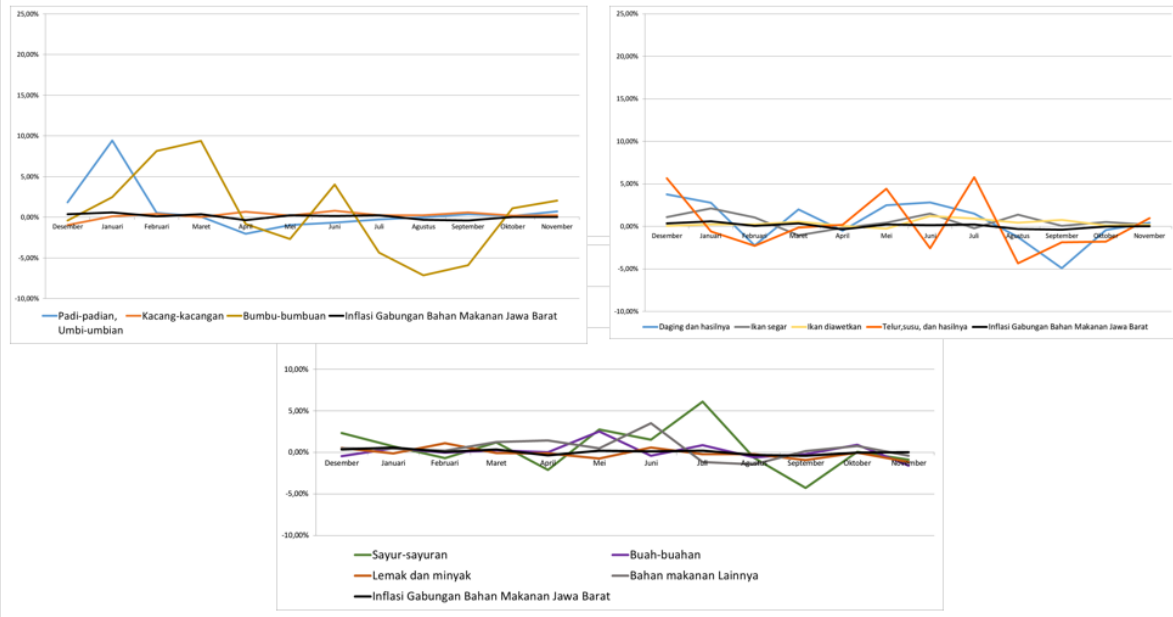 25,00%
20,00%
15,00%
10,00%
5,00%
0,00%
Desember Januari Februari Maret April Mei Juni Juli Agustus September Oktober November
-5,00%
-10,00%
Padi-padian, Umbi-umbian Kacang-kacangan Bumbu-bumbuan Inflasi Gabungan Bahan Makanan Jawa Barat
25,00%
20,00%
15,00%
10,00%
5,00%
0,00%
Desember Januari Februari Maret April Mei Juni Juli Agustus September Oktober November
-5,00%
-10,00%
Daging dan hasilnya Ikan segar Ikan diawetkan Telur,susu, dan hasilnya Inflasi Gabungan Bahan Makanan Jawa Barat
10,00%
5,00%
0,00%
Desember Januari Februari Maret April Mei Juni Juli Agustus September Oktober November
-5,00%
-10,00%
Sayur-sayuran Buah-buahan
Lemak dan minyak Bahan makanan Lainnya
Inflasi Gabungan Bahan Makanan Jawa Barat